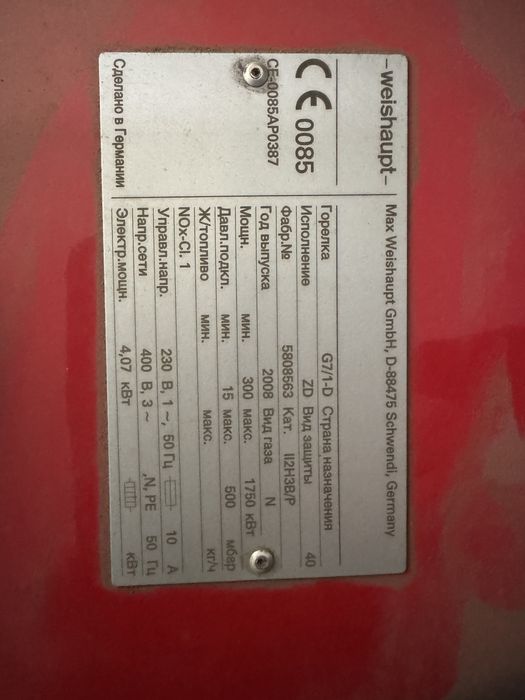 –weishaupt– Max Weishaupt GmbH, D-88475 Schwendi, Germany
CE 0085
CE-0085AP0387
Сделано в Германии
Горелка G7/1-D Страна назначения
Исполнение ZD Вид защиты 40
Фабр.№ 5808563 Кат. II2H3B/P
Год выпуска 2008 Вид газа N
Мощн. мин. 300 макс. 1750 кВт
Давл.подкл. мин. 15 макс. 500 мбар
Ж/топливо мин. макс. кг/ч
NOx-Cl. 1
Управл.напр. 230 В, 1 ~, 50 Гц 10 А
Напр.сети 400 В, 3 ~ ,N, PE 50 Гц
Электр.мощн. 4,07 кВт кВт